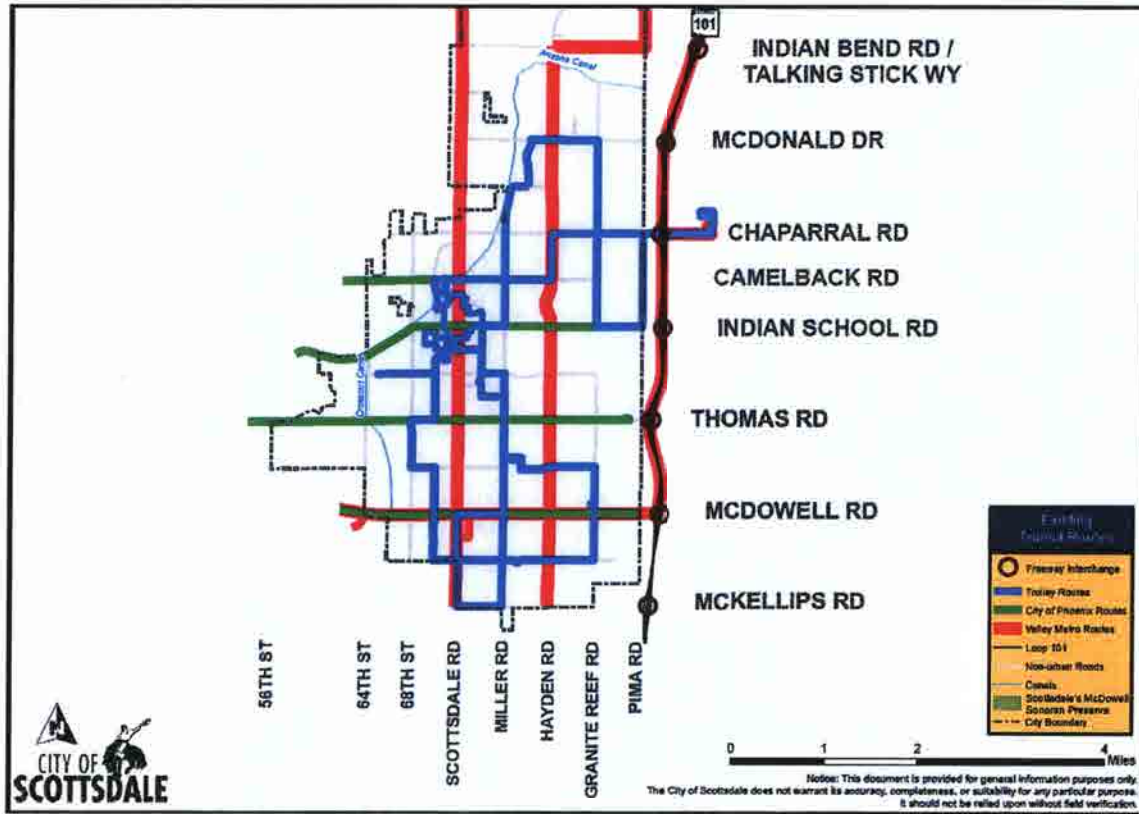 101
INDIAN BEND RD /
TALKING STICK WY
Arizona Canal
MCDONALD DR
CHAPARRAL RD
CAMELBACK RD
INDIAN SCHOOL RD
Crosscut Canal
THOMAS RD
MCDOWELL RD
MCKELLIPS RD
56TH ST
64TH ST
68TH ST
SCOTTSDALE RD
MILLER RD
HAYDEN RD
GRANITE REEF RD
PIMA RD
Existing
Transit Routes
Freeway Interchange
Trolley Routes
City of Phoenix Routes
Valley Metro Routes
Loop 101
Non-urban Roads
Canals
Scottsdale's McDowell
Sonoran Preserve
City Boundary
0 1 2 4
Miles
CITY OF
SCOTTSDALE
Notice: This document is provided for general information purposes only.
The City of Scottsdale does not warrant its accuracy, completeness, or suitability for any particular purpose.
It should not be relied upon without field verification.